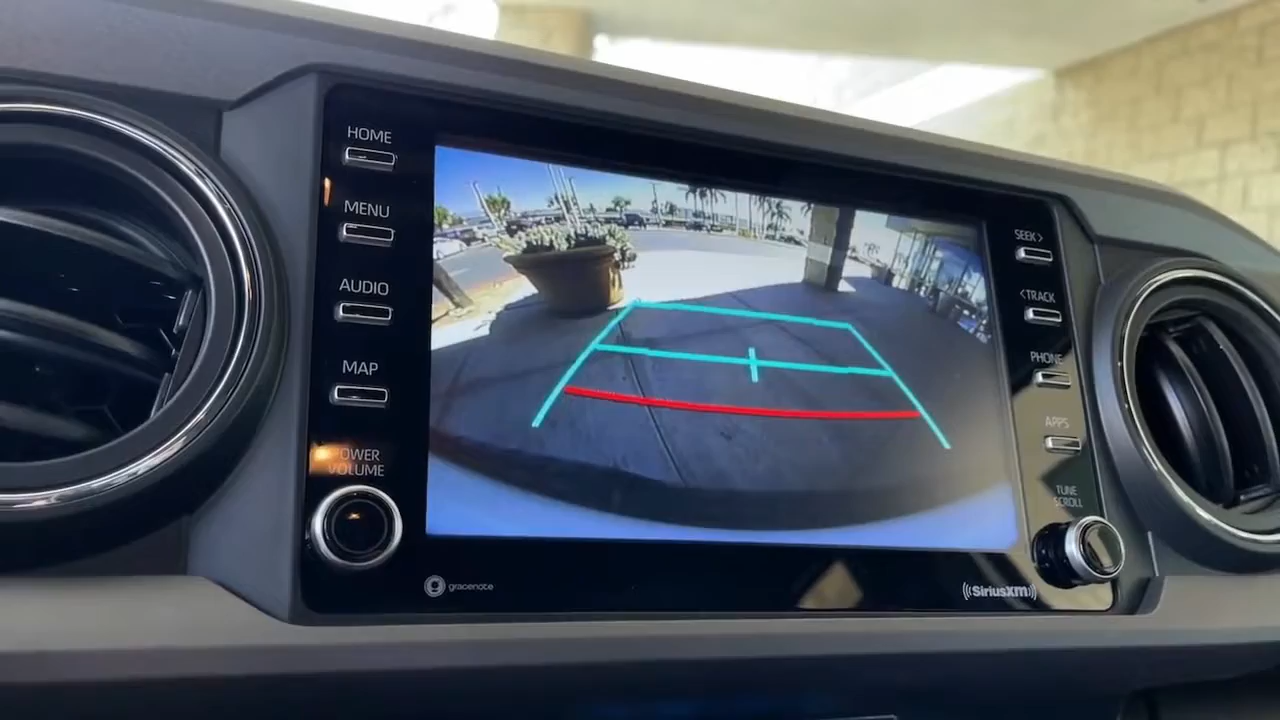 HOME
MENU
AUDIO
MAP
POWER
VOLUME
gracenote
SEEK>
<TRACK
PHONE
APPS
TUNE
SCROLL
((SiriusXM))